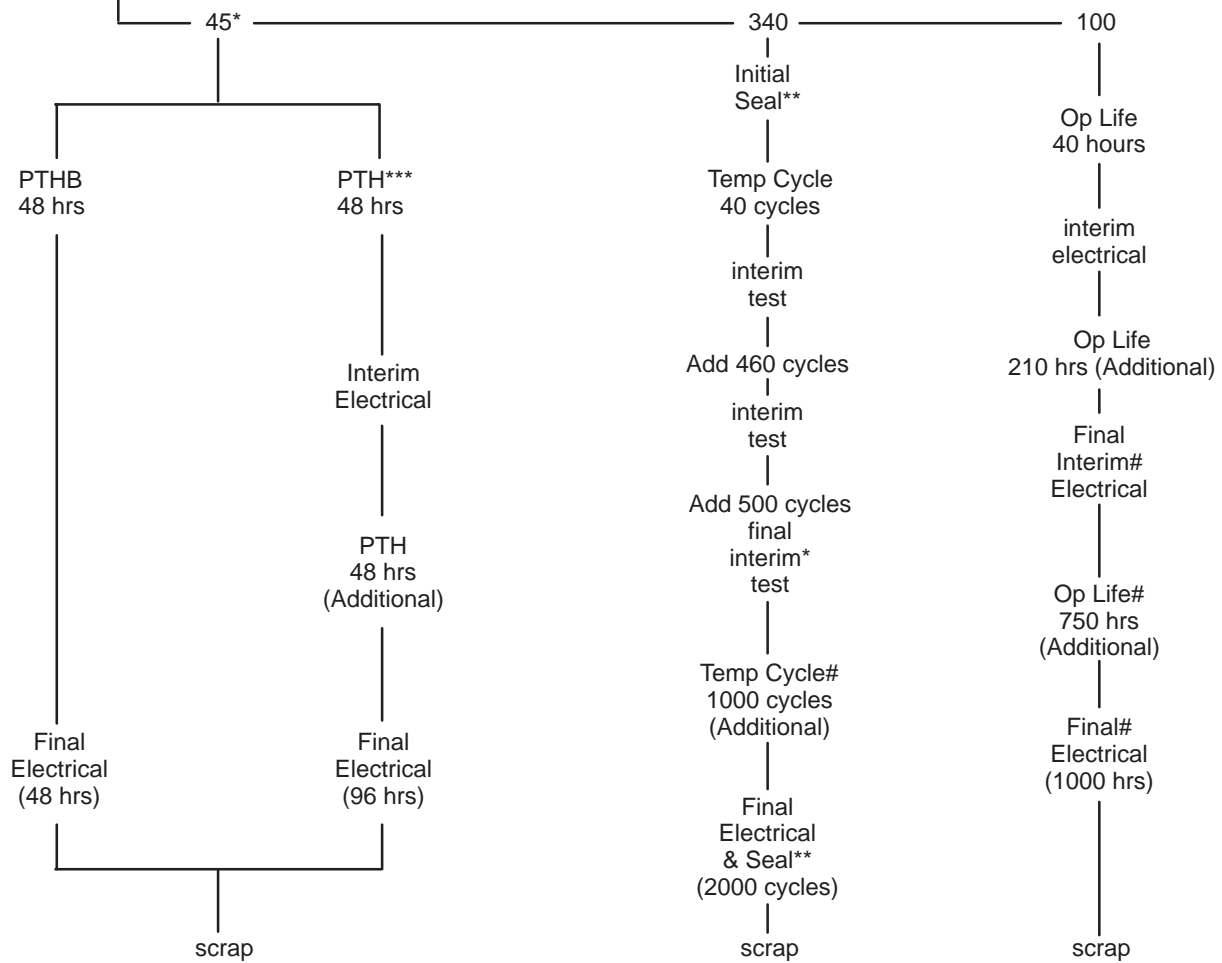 45*
340
100
PTHB
48 hrs
PTH***
48 hrs
Interim
Electrical
PTH
48 hrs
(Additional)
Final
Electrical
(48 hrs)
Final
Electrical
(96 hrs)
scrap
Initial
Seal**
Temp Cycle
40 cycles
interim
test
Add 460 cycles
interim
test
Add 500 cycles
final
interim*
test
Temp Cycle#
1000 cycles
(Additional)
Final
Electrical
& Seal**
(2000 cycles)
scrap
Op Life
40 hours
interim
electrical
Op Life
210 hrs (Additional)
Final
Interim#
Electrical
Op Life#
750 hrs
(Additional)
Final#
Electrical
(1000 hrs)
scrap